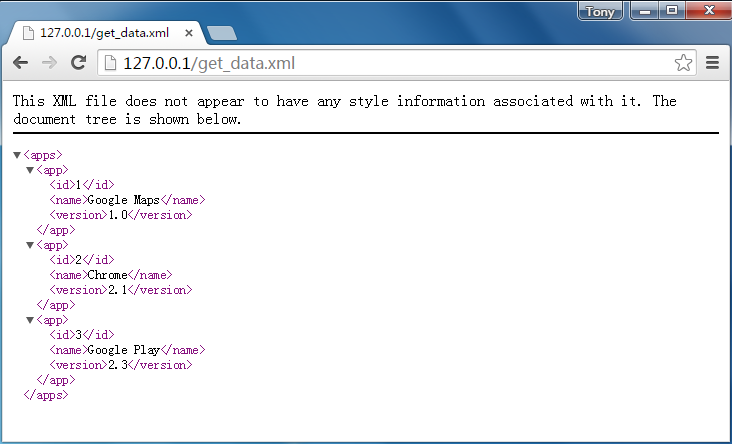 Tony
127.0.0.1/get_data.xml
127.0.0.1/get_data.xml
This XML file does not appear to have any style information associated with it. The
document tree is shown below.
<apps>
<app>
<id>1</id>
<name>Google Maps</name>
<version>1.0</version>
</app>
<app>
<id>2</id>
<name>Chrome</name>
<version>2.1</version>
</app>
<app>
<id>3</id>
<name>Google Play</name>
<version>2.3</version>
</app>
</apps>